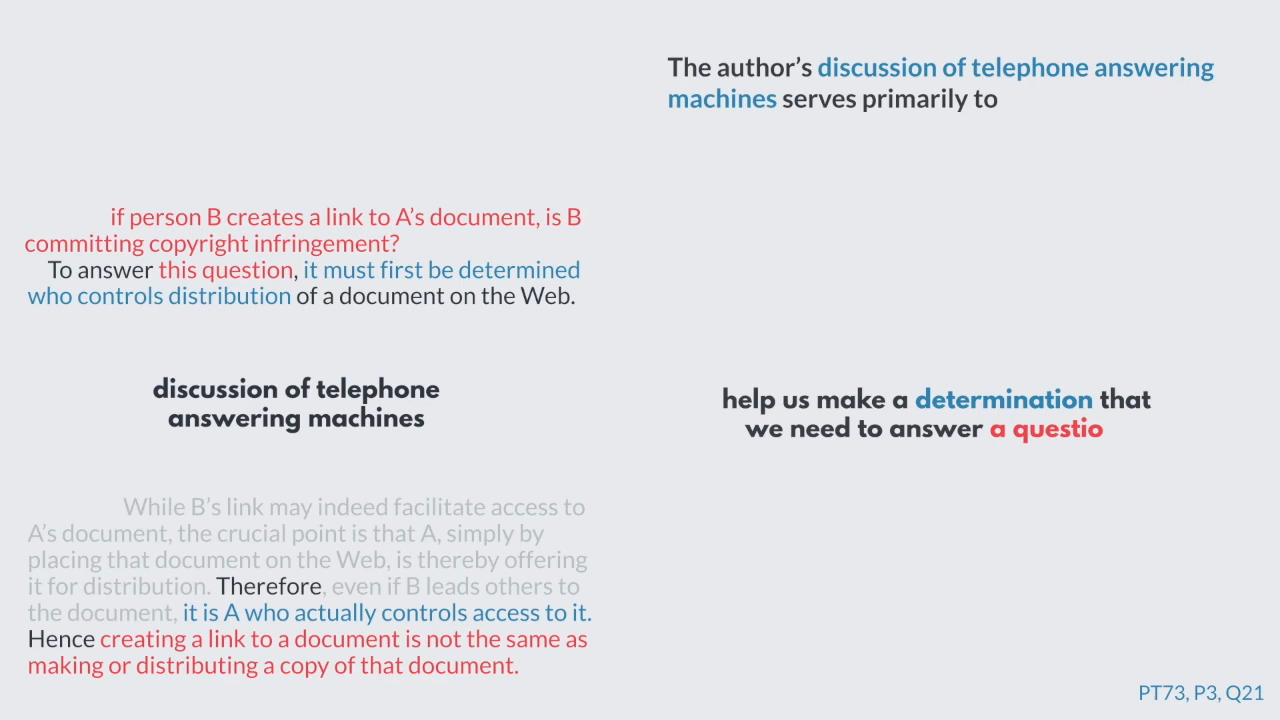 The author's discussion of telephone answering
machines serves primarily to
if person B creates a link to A's document, is B
committing copyright infringement?
To answer this question, it must first be determined
who controls distribution of a document on the Web.
discussion of telephone
answering machines
help us make a determination that
we need to answer a questio
While B's link may indeed facilitate access to
A's document, the crucial point is that A, simply by
placing that document on the Web, is thereby offering
it for distribution. Therefore, even if B leads others to
the document, it is A who actually controls access to it.
Hence creating a link to a document is not the same as
making or distributing a copy of that document.
PT73, P3, Q21